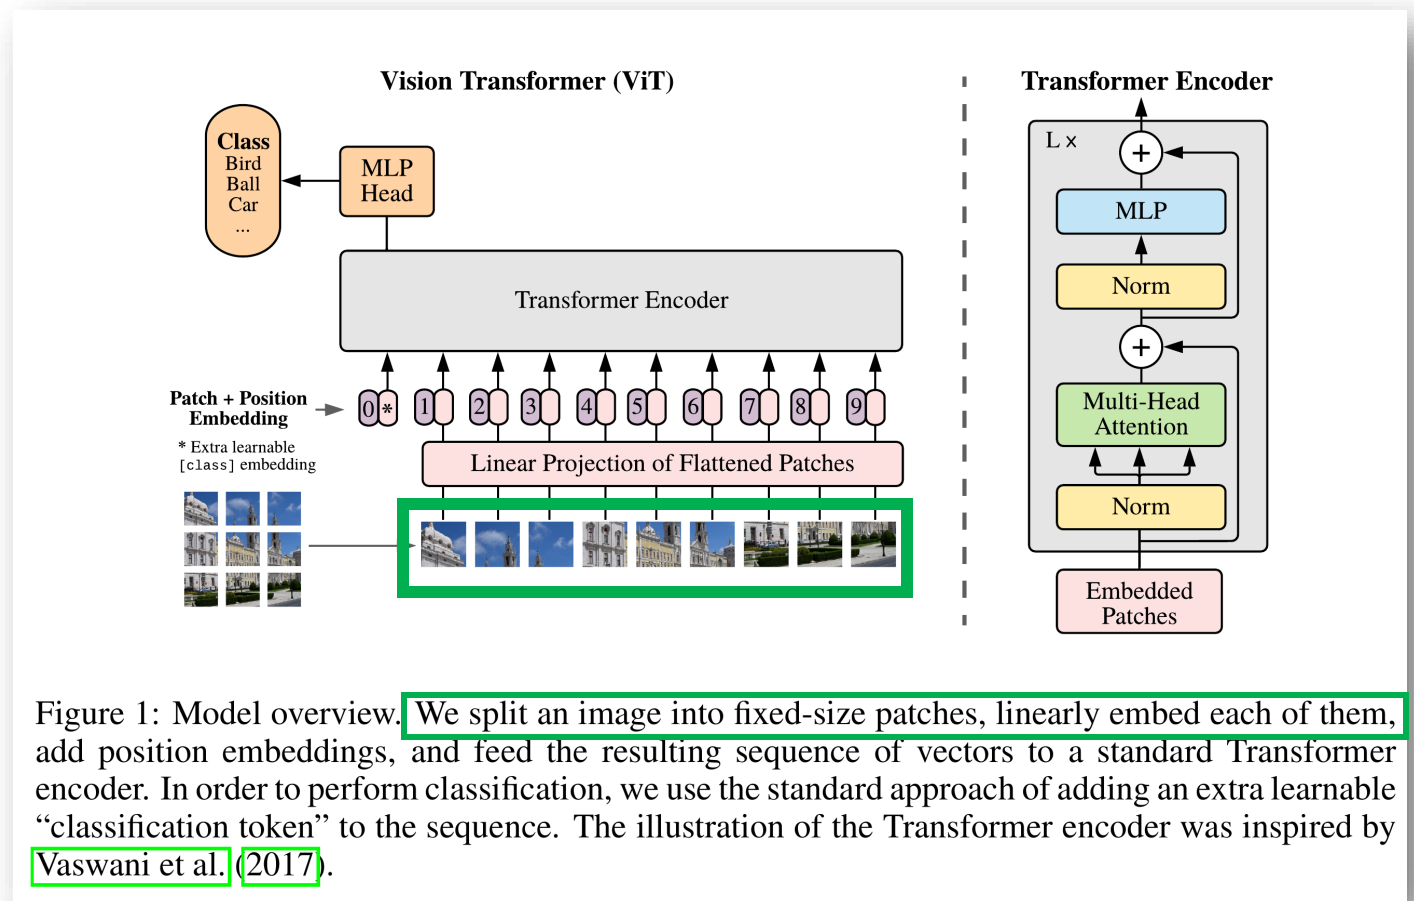 Vision Transformer (ViT)
Class
Bird
Ball
Car
...
MLP
Head
Transformer Encoder
Patch + Position
Embedding
* Extra learnable
[class] embedding
0 * 1 2 3 4 5 6 7 8 9
Linear Projection of Flattened Patches
Transformer Encoder
L x
+
MLP
Norm
+
Multi-Head
Attention
Norm
Embedded
Patches
Figure 1: Model overview. We split an image into fixed-size patches, linearly embed each of them,
add position embeddings, and feed the resulting sequence of vectors to a standard Transformer
encoder. In order to perform classification, we use the standard approach of adding an extra learnable
“classification token” to the sequence. The illustration of the Transformer encoder was inspired by
Vaswani et al. (2017).